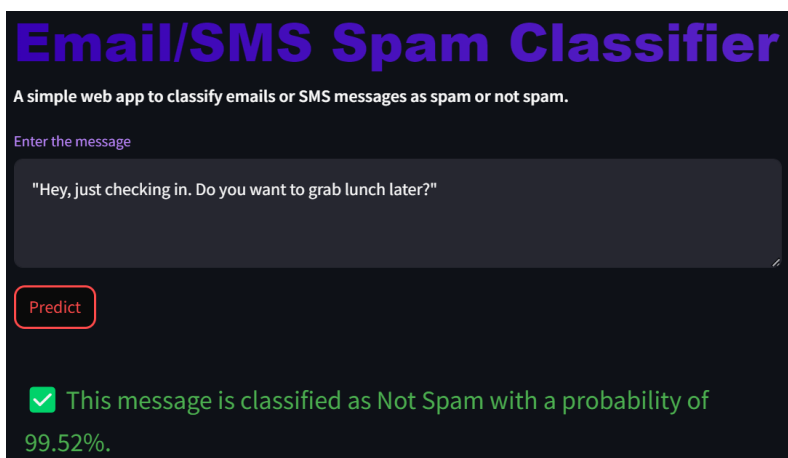 Email/SMS Spam Classifier
A simple web app to classify emails or SMS messages as spam or not spam.
Enter the message
"Hey, just checking in. Do you want to grab lunch later?"
Predict
This message is classified as Not Spam with a probability of
99.52%.